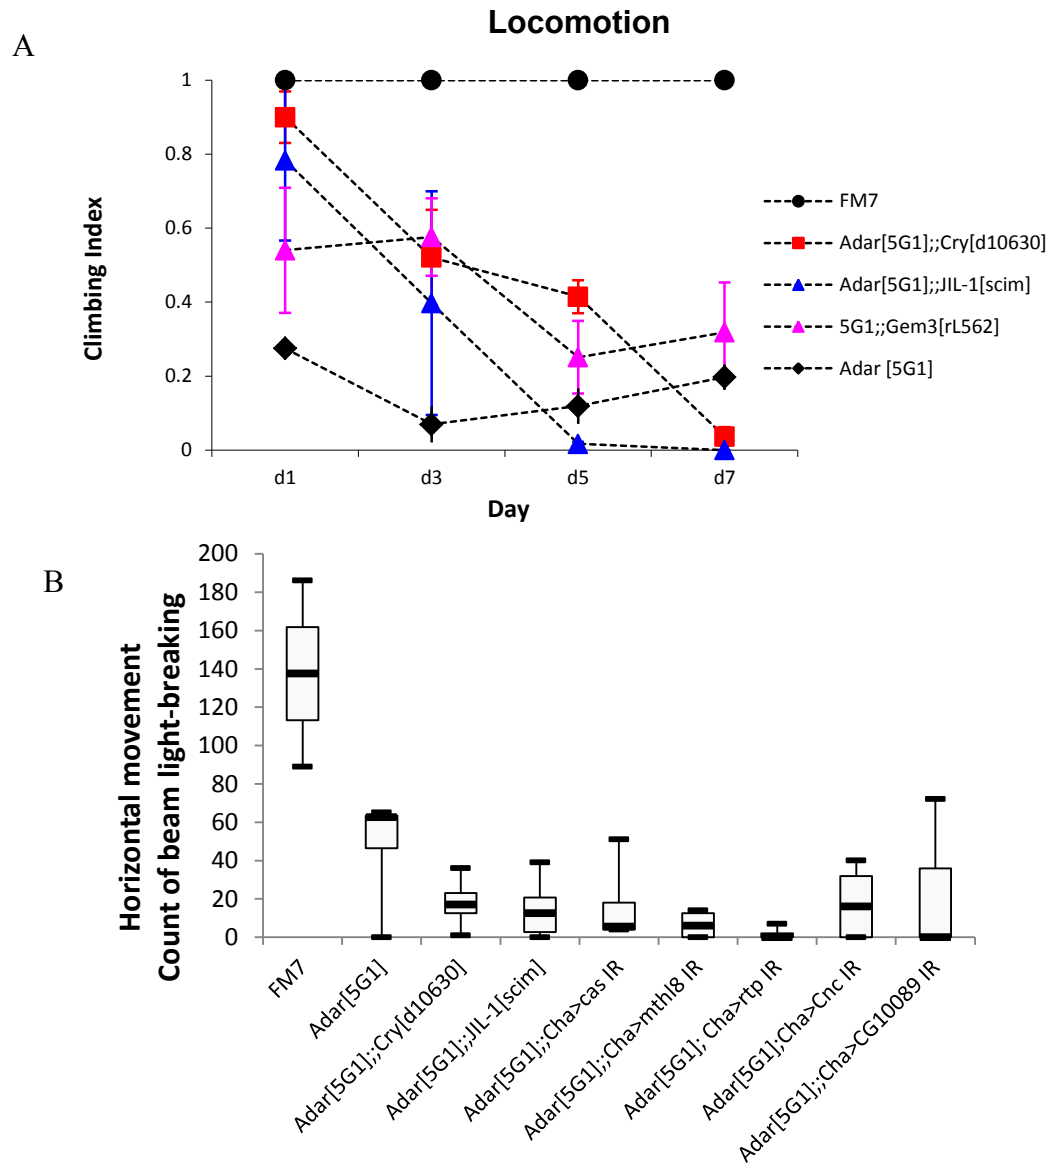 Locomotion
A
1
0.8
0.6
0.4
0.2
0
Climbing Index
d1 d3 d5 d7
Day
FM7
Adar[5G1];;Cry[d10630]
Adar[5G1];;JIL-1[scim]
5G1;;Gem3[rL562]
Adar [5G1]
B
200
180
160
140
120
100
80
60
40
20
0
Horizontal movement
Count of beam light-breaking
FM7
Adar[5G1]
Adar[5G1];;Cry[d10630]
Adar[5G1];;JIL-1[scim]
Adar[5G1];;Cha>cas IR
Adar[5G1];;Cha>mthl8 IR
Adar[5G1]; Cha>rtp IR
Adar[5G1];Cha>Cnc IR
Adar[5G1];;Cha>CG10089 IR